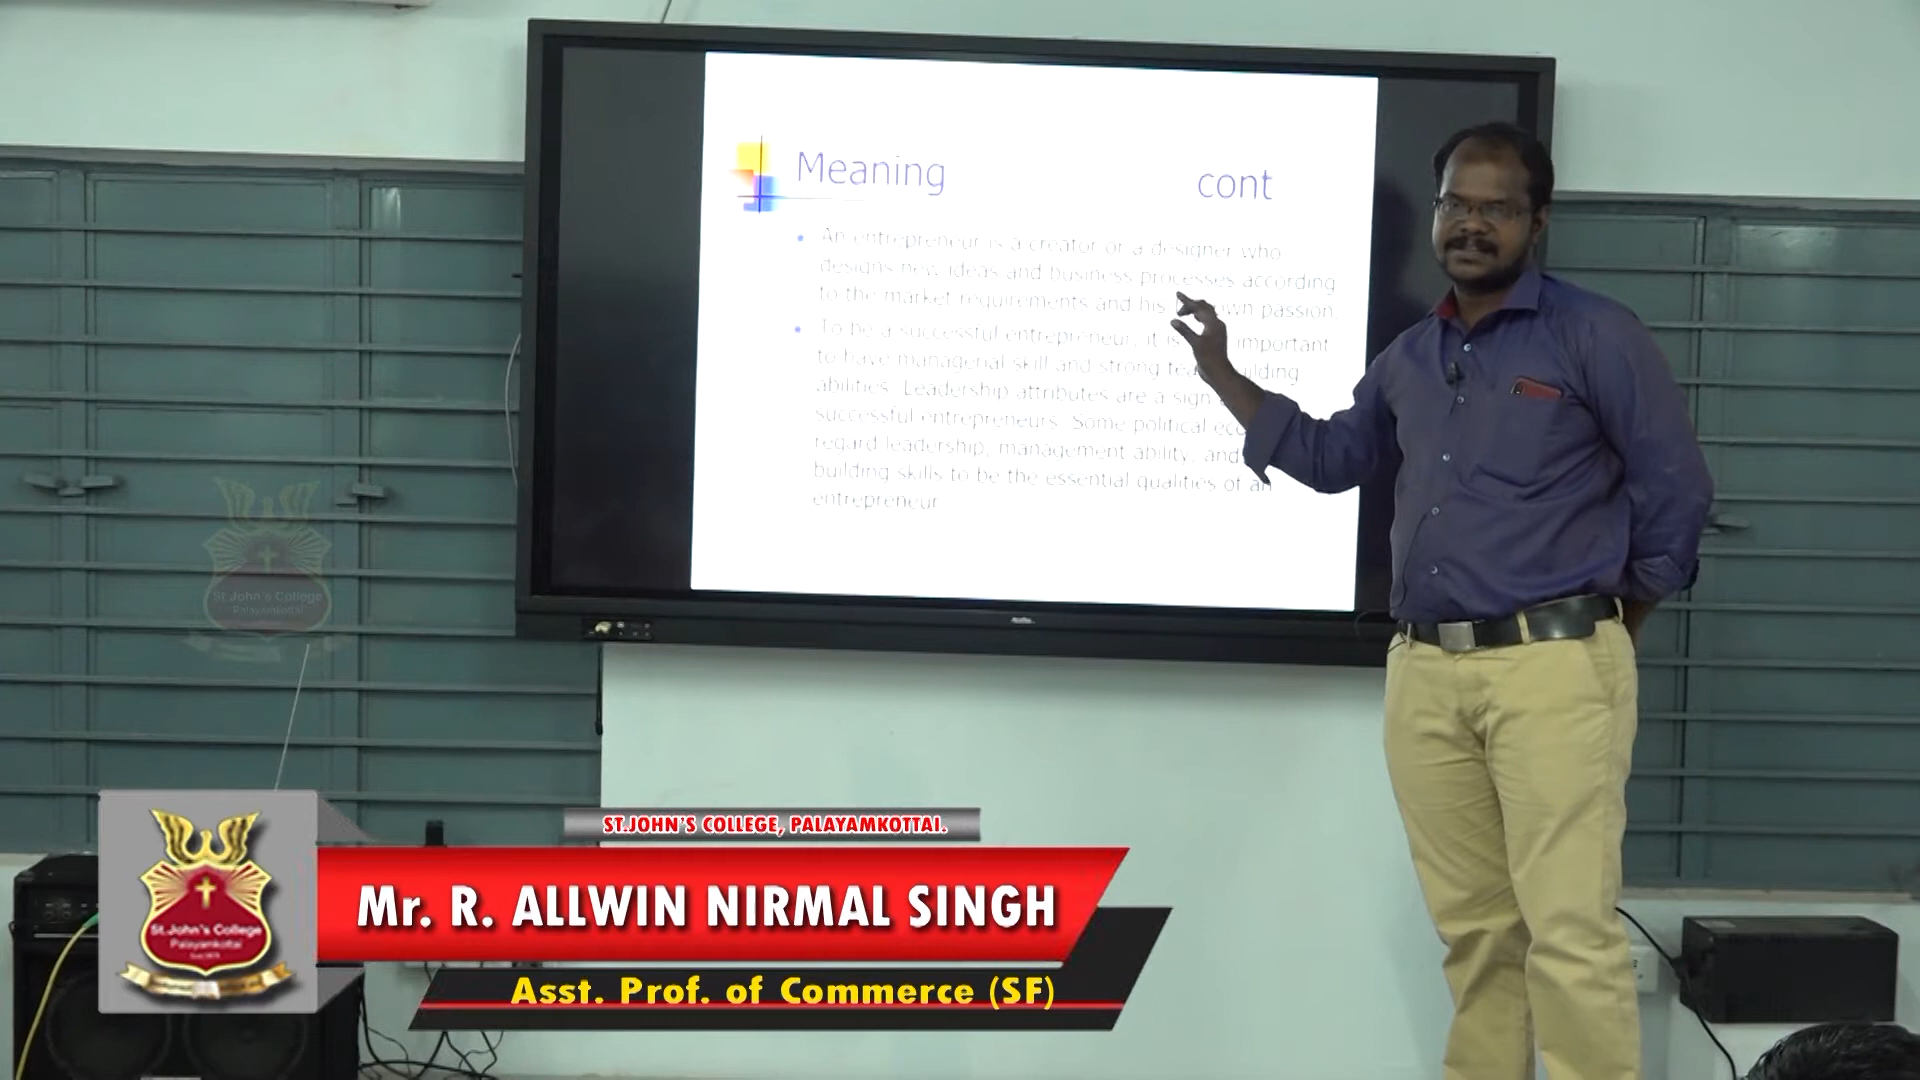 Meaning cont
An entrepreneur is a creator or a designer who
designs new ideas and business processes according
to the market requirements and his own passion.
To be a successful entrepreneur, it is important
to have managerial skill and strong building
abilities. Leadership attributes are a sign
successful entrepreneurs. Some political
regard leadership, management ability, and
building skills to be the essential qualities of an
entrepreneur
St.John's College
Palayamkottai
ST.JOHN'S COLLEGE, PALAYAMKOTTAI.
Mr. R. ALLWIN NIRMAL SINGH
Asst. Prof. of Commerce (SF)
St.John's College
Palayamkottai